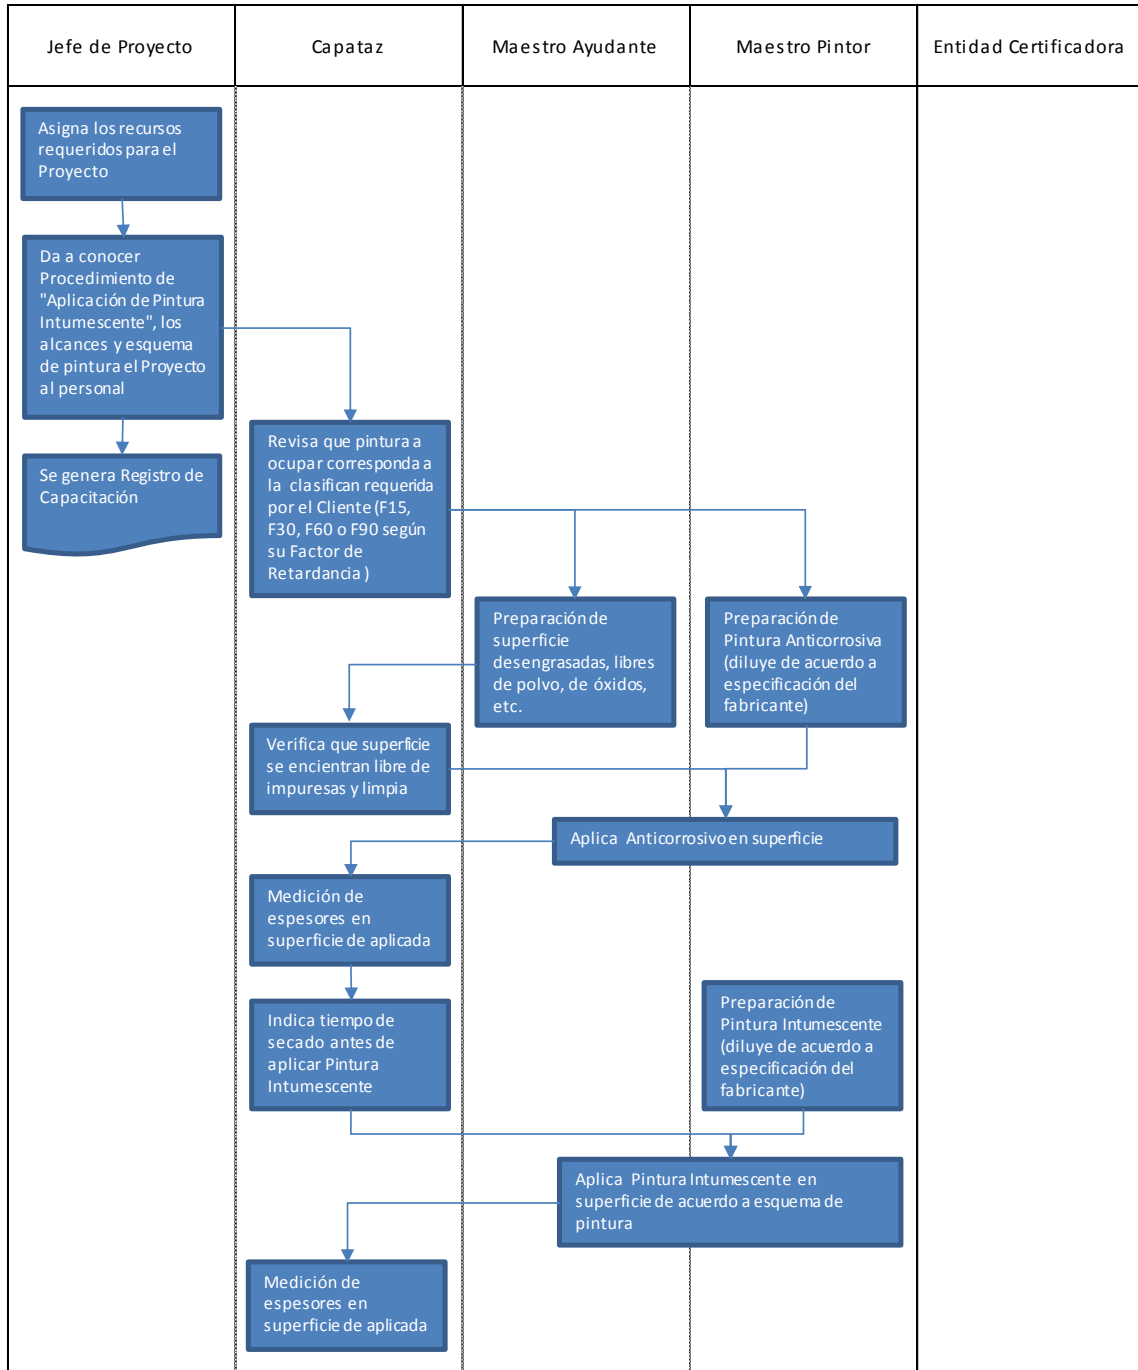 Jefe de Proyecto
Capataz
Maestro Ayudante
Maestro Pintor
Entidad Certificadora
Asigna los recursos
requeridos para el
Proyecto
Da a conocer
Procedimiento de
"Aplicación de Pintura
Intumescente", los
alcances y esquema
de pintura el Proyecto
al personal
Se genera Registro de
Capacitación
Revisa que pintura a
ocupar corresponda a
la clasifican requerida
por el Cliente (F15,
F30, F60 o F90 según
su Factor de
Retardancia )
Preparación de
superficie
desengrasadas, libres
de polvo, de óxidos,
etc.
Preparación de
Pintura Anticorrosiva
(diluye de acuerdo a
especificación del
fabricante)
Verifica que superficie
se encientran libre de
impuresas y limpia
Aplica Anticorrosivo en superficie
Medición de
espesores en
superficie de aplicada
Indica tiempo de
secado antes de
aplicar Pintura
Intumescente
Preparación de
Pintura Intumescente
(diluye de acuerdo a
especificación del
fabricante)
Aplica Pintura Intumescente en
superficie de acuerdo a esquema de
pintura
Medición de
espesores en
superficie de aplicada